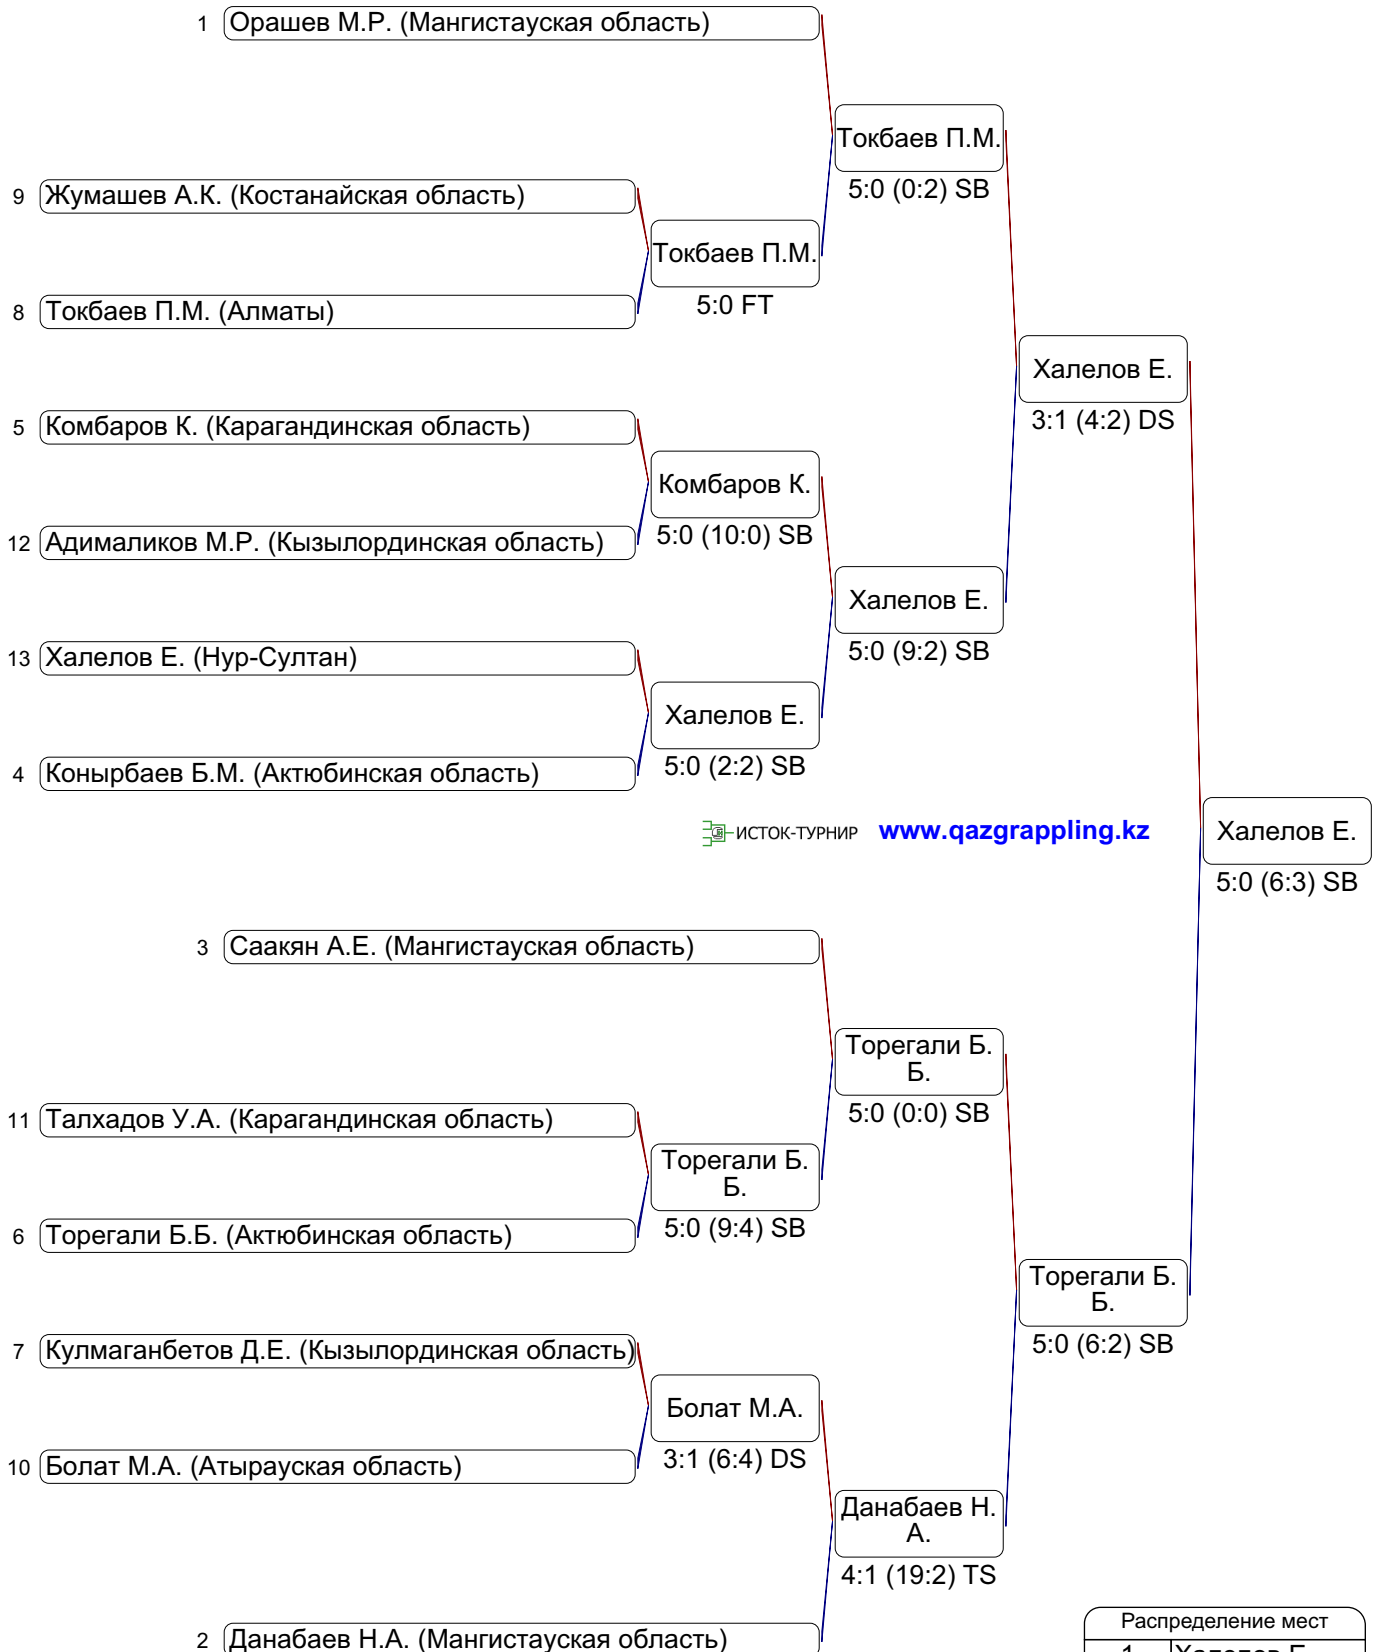 1 Орашев М.Р. (Мангистауская область)
Токбаев П.М.
5:0 (0:2) SB
9 Жумашев А.К. (Костанайская область)
Токбаев П.М.
5:0 FT
8 Токбаев П.М. (Алматы)
Халелов Е.
3:1 (4:2) DS
5 Комбаров К. (Карагандинская область)
Комбаров К.
5:0 (10:0) SB
12 Адималиков М.Р. (Кызылординская область)
Халелов Е.
5:0 (9:2) SB
13 Халелов Е. (Нур-Султан)
Халелов Е.
5:0 (2:2) SB
4 Конырбаев Б.М. (Актюбинская область)
ИСТОК-ТУРНИР www.qazgrappling.kz
Халелов Е.
5:0 (6:3) SB
3 Саакян А.Е. (Мангистауская область)
Торегали Б.
Б.
5:0 (0:0) SB
11 Талхадов У.А. (Карагандинская область)
Торегали Б.
Б.
5:0 (9:4) SB
6 Торегали Б.Б. (Актюбинская область)
Торегали Б.
Б.
5:0 (6:2) SB
7 Кулмаганбетов Д.Е. (Кызылординская область)
Болат М.А.
3:1 (6:4) DS
10 Болат М.А. (Атырауская область)
Данабаев Н.
А.
4:1 (19:2) TS
2 Данабаев Н.А. (Мангистауская область)
Распределение мест
1 Халелов Е.